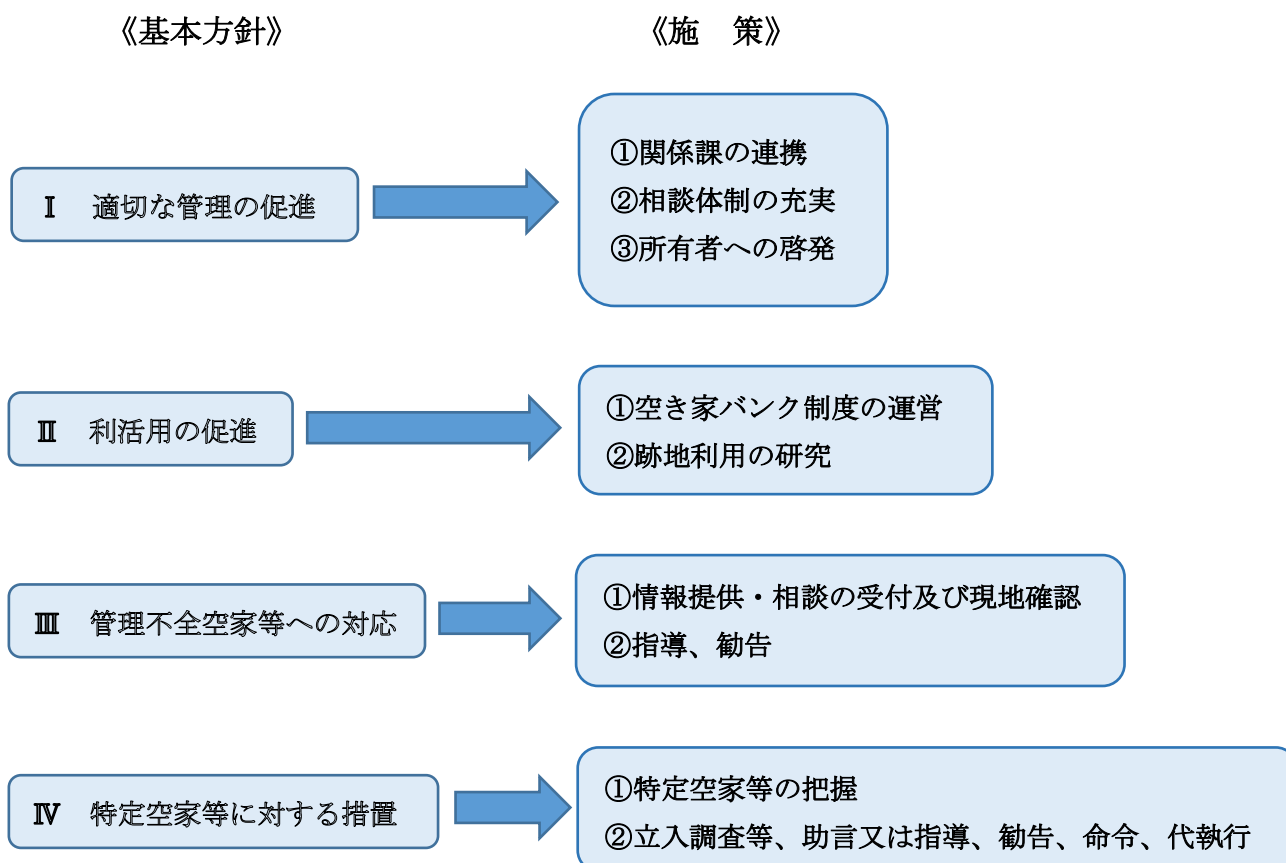 《基本方針》　《施　策》
Ⅰ　適切な管理の促進
①関係課の連携
②相談体制の充実
③所有者への啓発
Ⅱ　利活用の促進
①空き家バンク制度の運営
②跡地利用の研究
Ⅲ　管理不全空家等への対応
①情報提供・相談の受付及び現地確認
②指導、勧告
Ⅳ　特定空家等に対する措置
①特定空家等の把握
②立入調査等、助言又は指導、勧告、命令、代執行